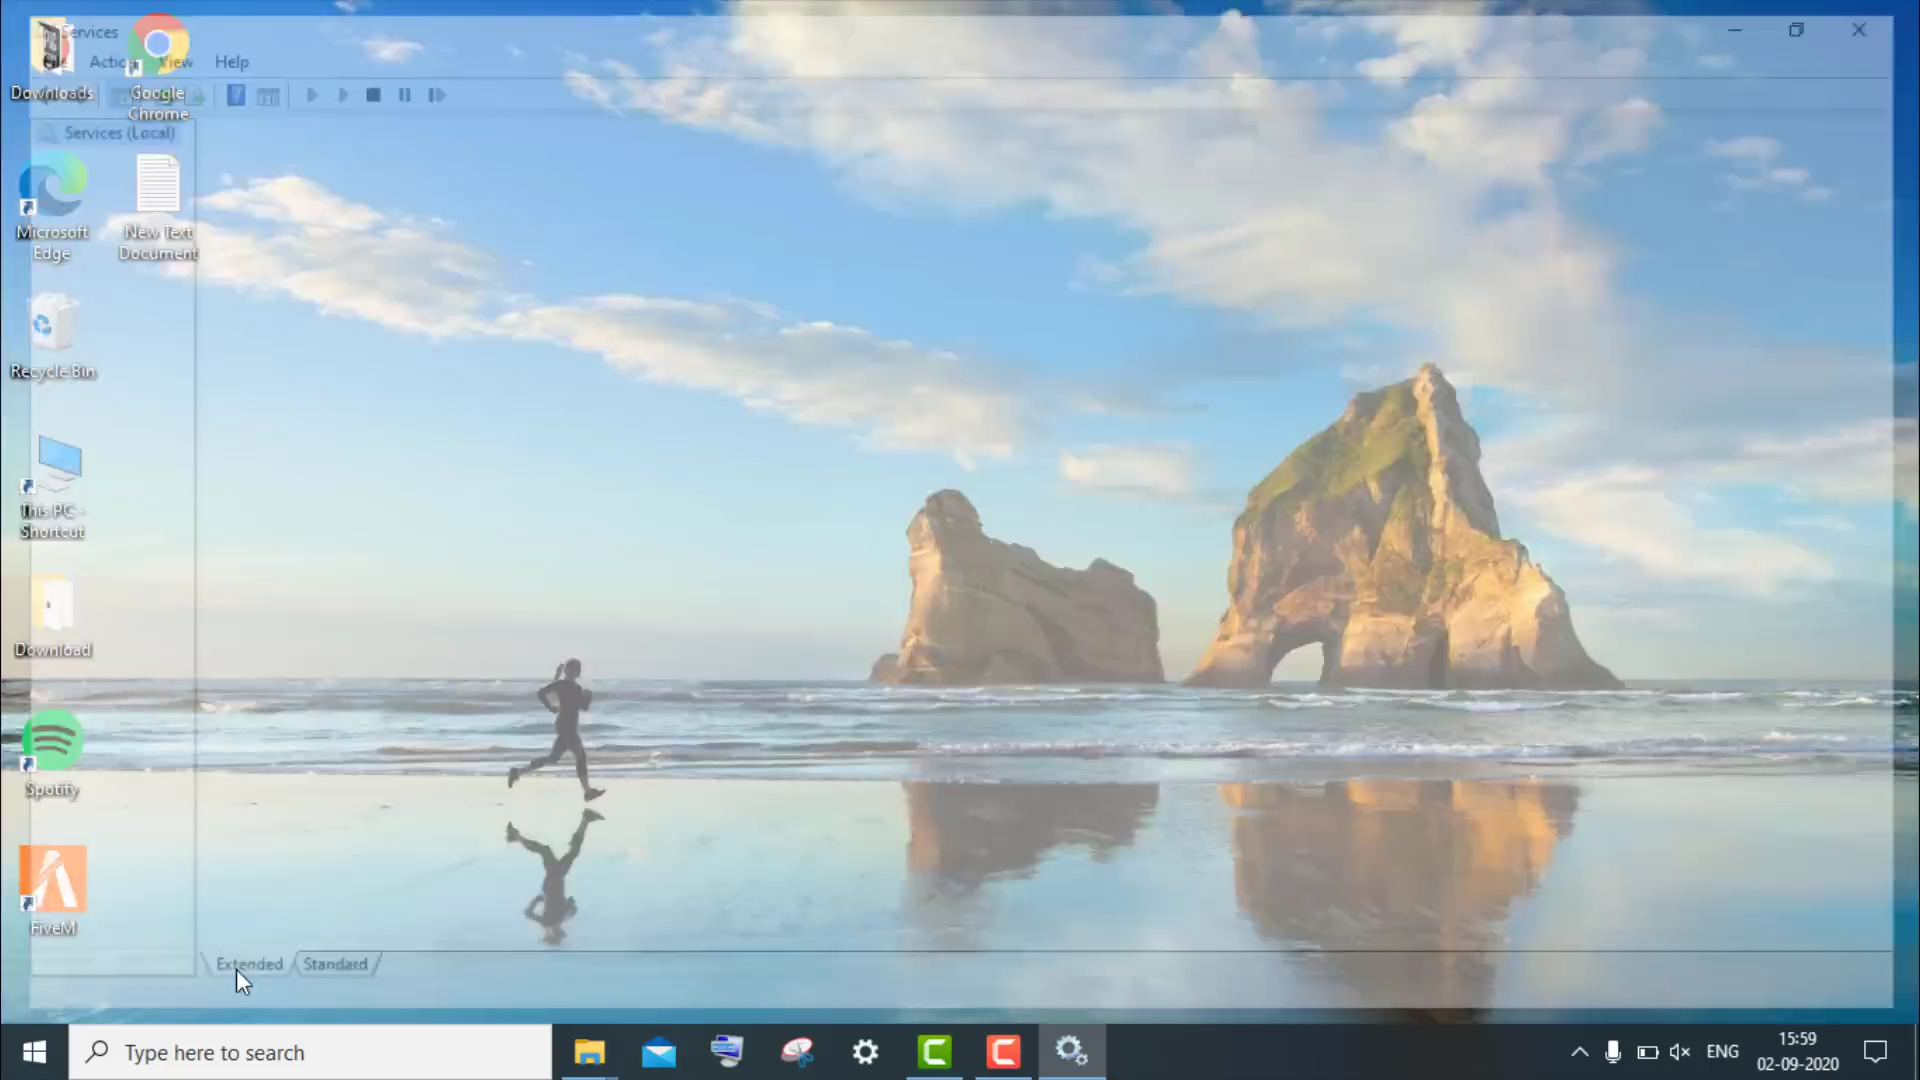 Services
File Action View Help
Services (Local)
Downloads
Google
Chrome
Microsoft
Edge
New Text
Document
Recycle Bin
This PC -
Shortcut
Download
Spotify
FiveM
Extended
Standard
Type here to search
ENG
15:59
02-09-2020